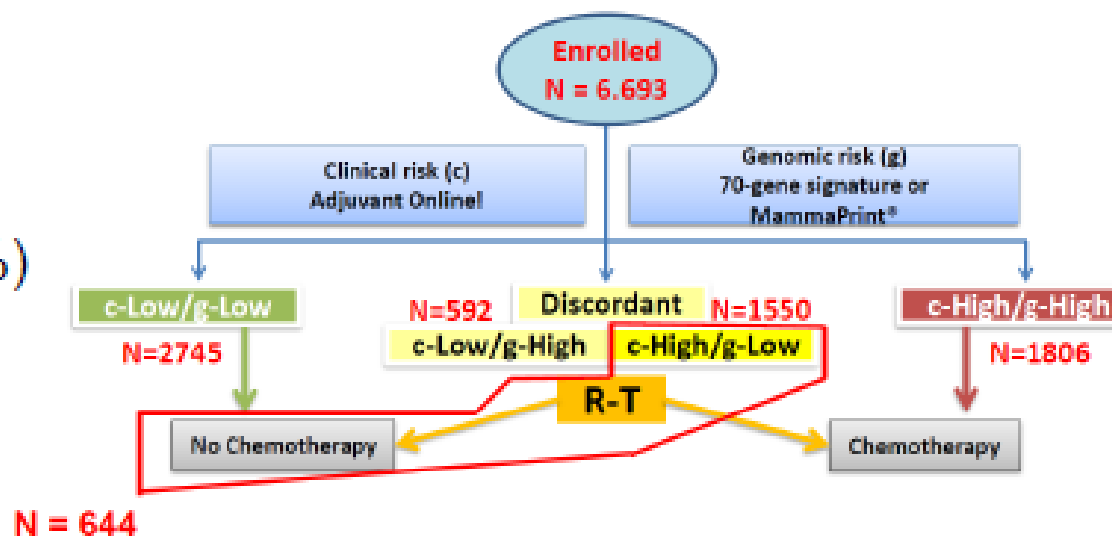 Enrolled
N = 6.693
Clinical risk (c)
Adjuvant Online!
Genomic risk (g)
70-gene signature or
MammaPrint®
)
c-Low/g-Low
N=592
Discordant
N=1550
c-High/g-High
N=2745
c-Low/g-High
c-High/g-Low
N=1806
R-T
No Chemotherapy
Chemotherapy
N = 644